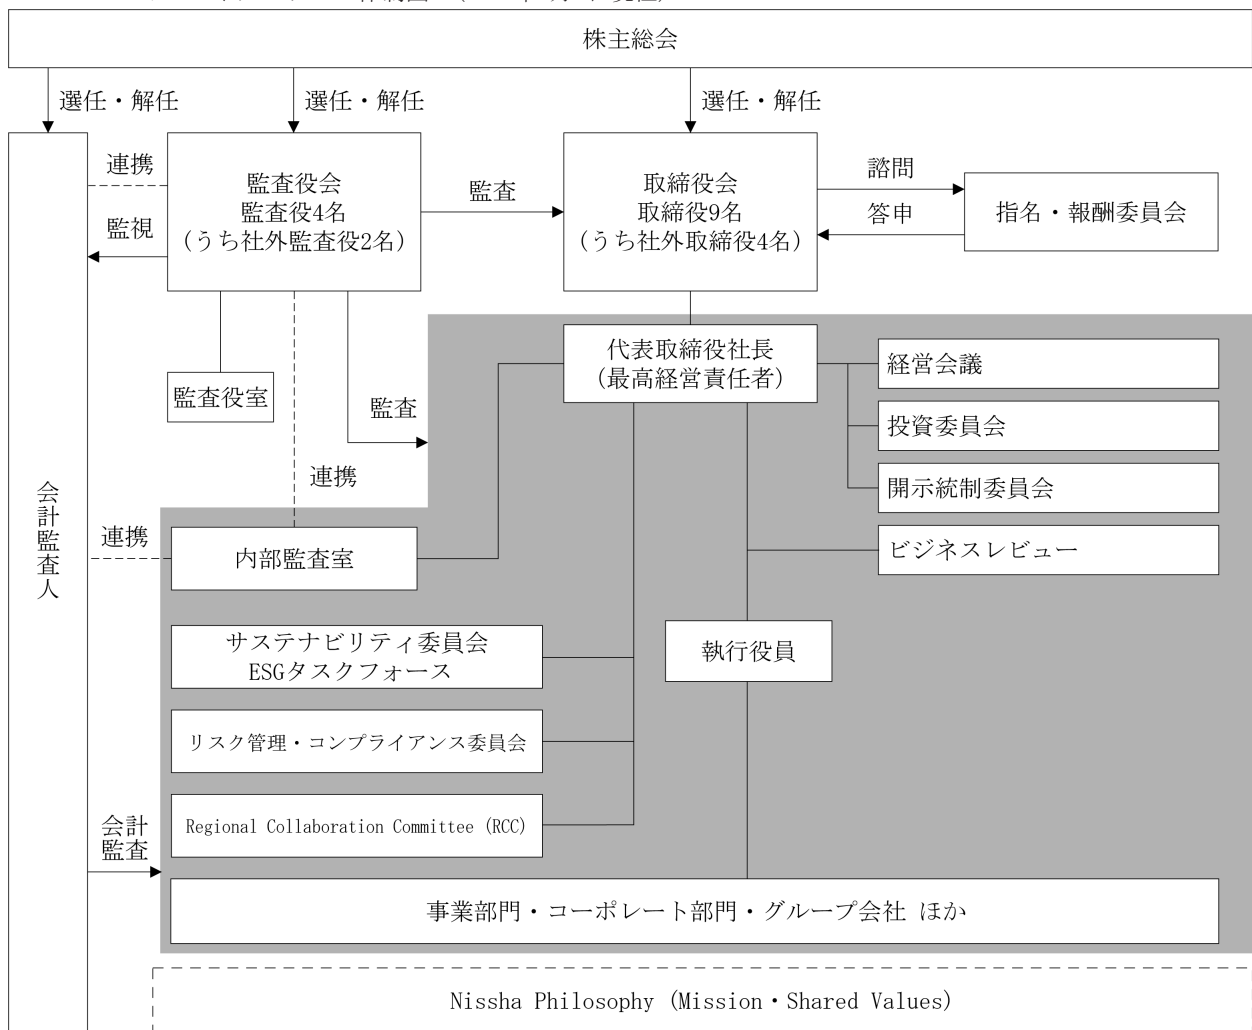 株主総会
選任・解任
選任・解任
選任・解任
連携
監視
監査役会
監査役4名
(うち社外監査役2名)
監査
取締役会
取締役9名
(うち社外取締役4名)
諮問
答申
指名・報酬委員会
監査役室
監査
連携
代表取締役社長
(最高経営責任者)
経営会議
投資委員会
開示統制委員会
ビジネスレビュー
会計監査人
連携
内部監査室
サステナビリティ委員会
ESGタスクフォース
執行役員
リスク管理・コンプライアンス委員会
Regional Collaboration Committee (RCC)
会計
監査
事業部門・コーポレート部門・グループ会社 ほか
Nissha Philosophy (Mission・Shared Values)